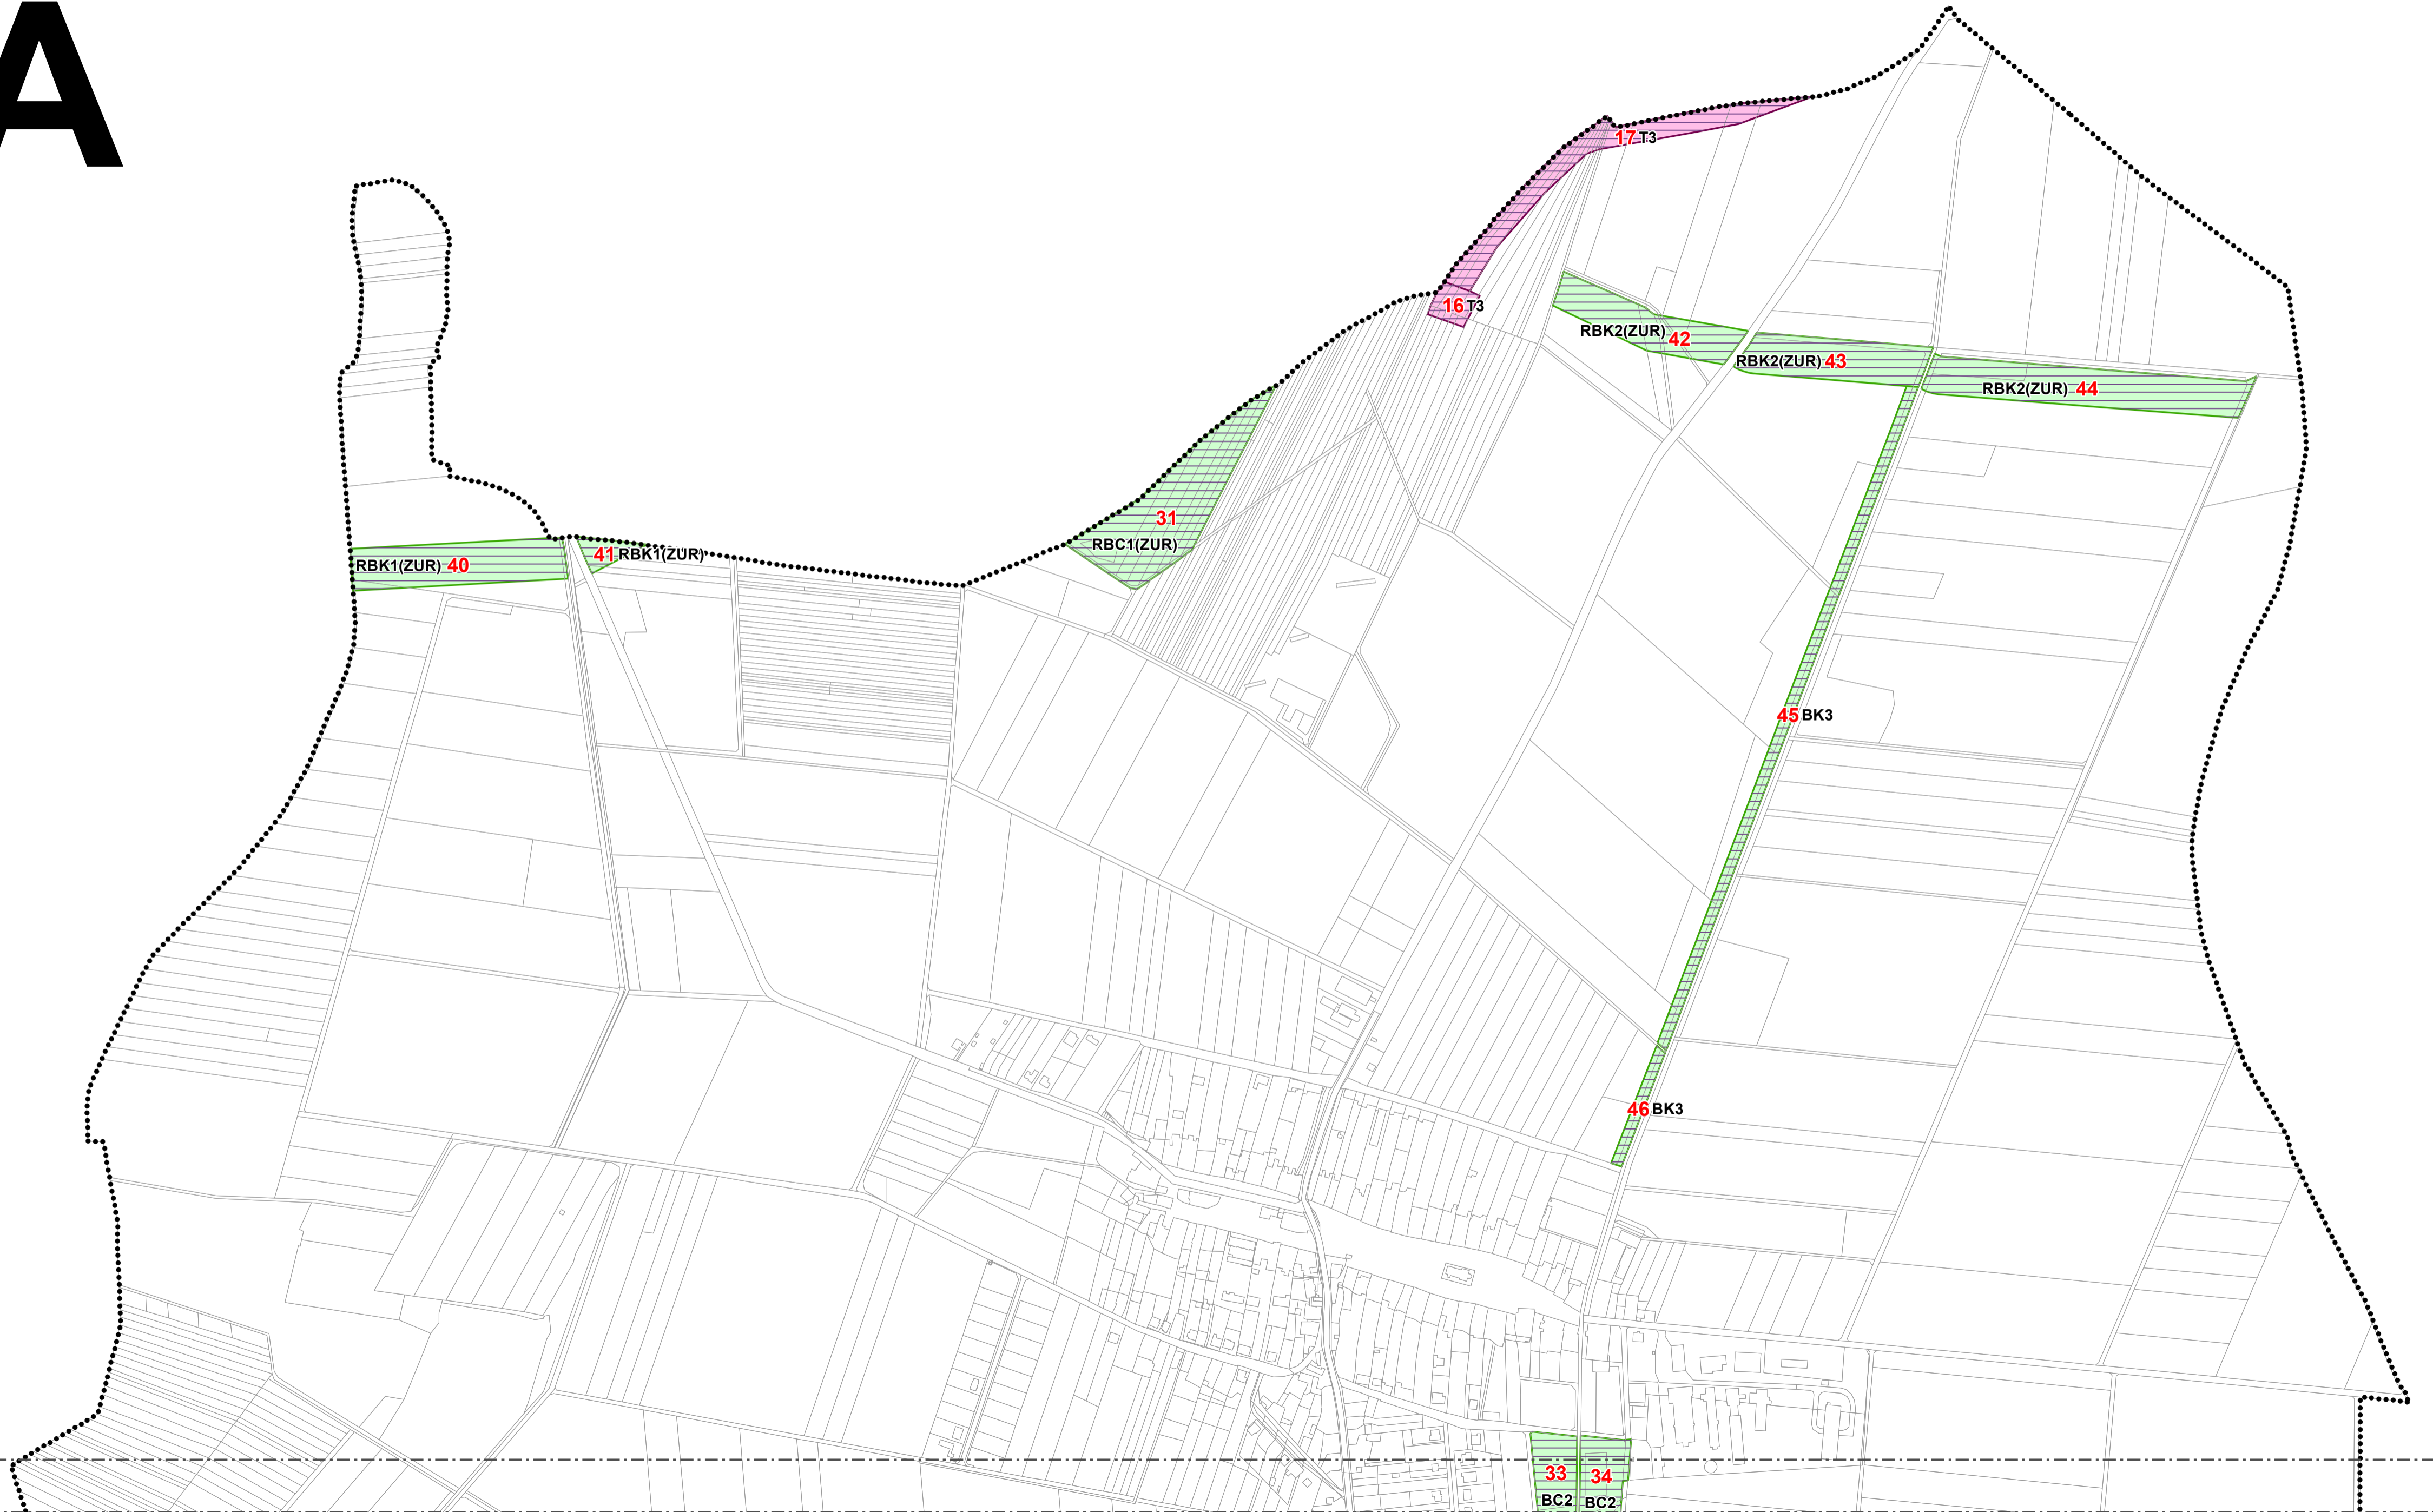 A
17 T3
16 T3
RBK2(ZUR) 42
RBK2(ZUR) 43
RBK2(ZUR) 44
31
RBC1(ZUR)
41 RBK1(ZUR)
RBK1(ZUR) 40
45 BK3
46 BK3
33 34
BC2 BC2